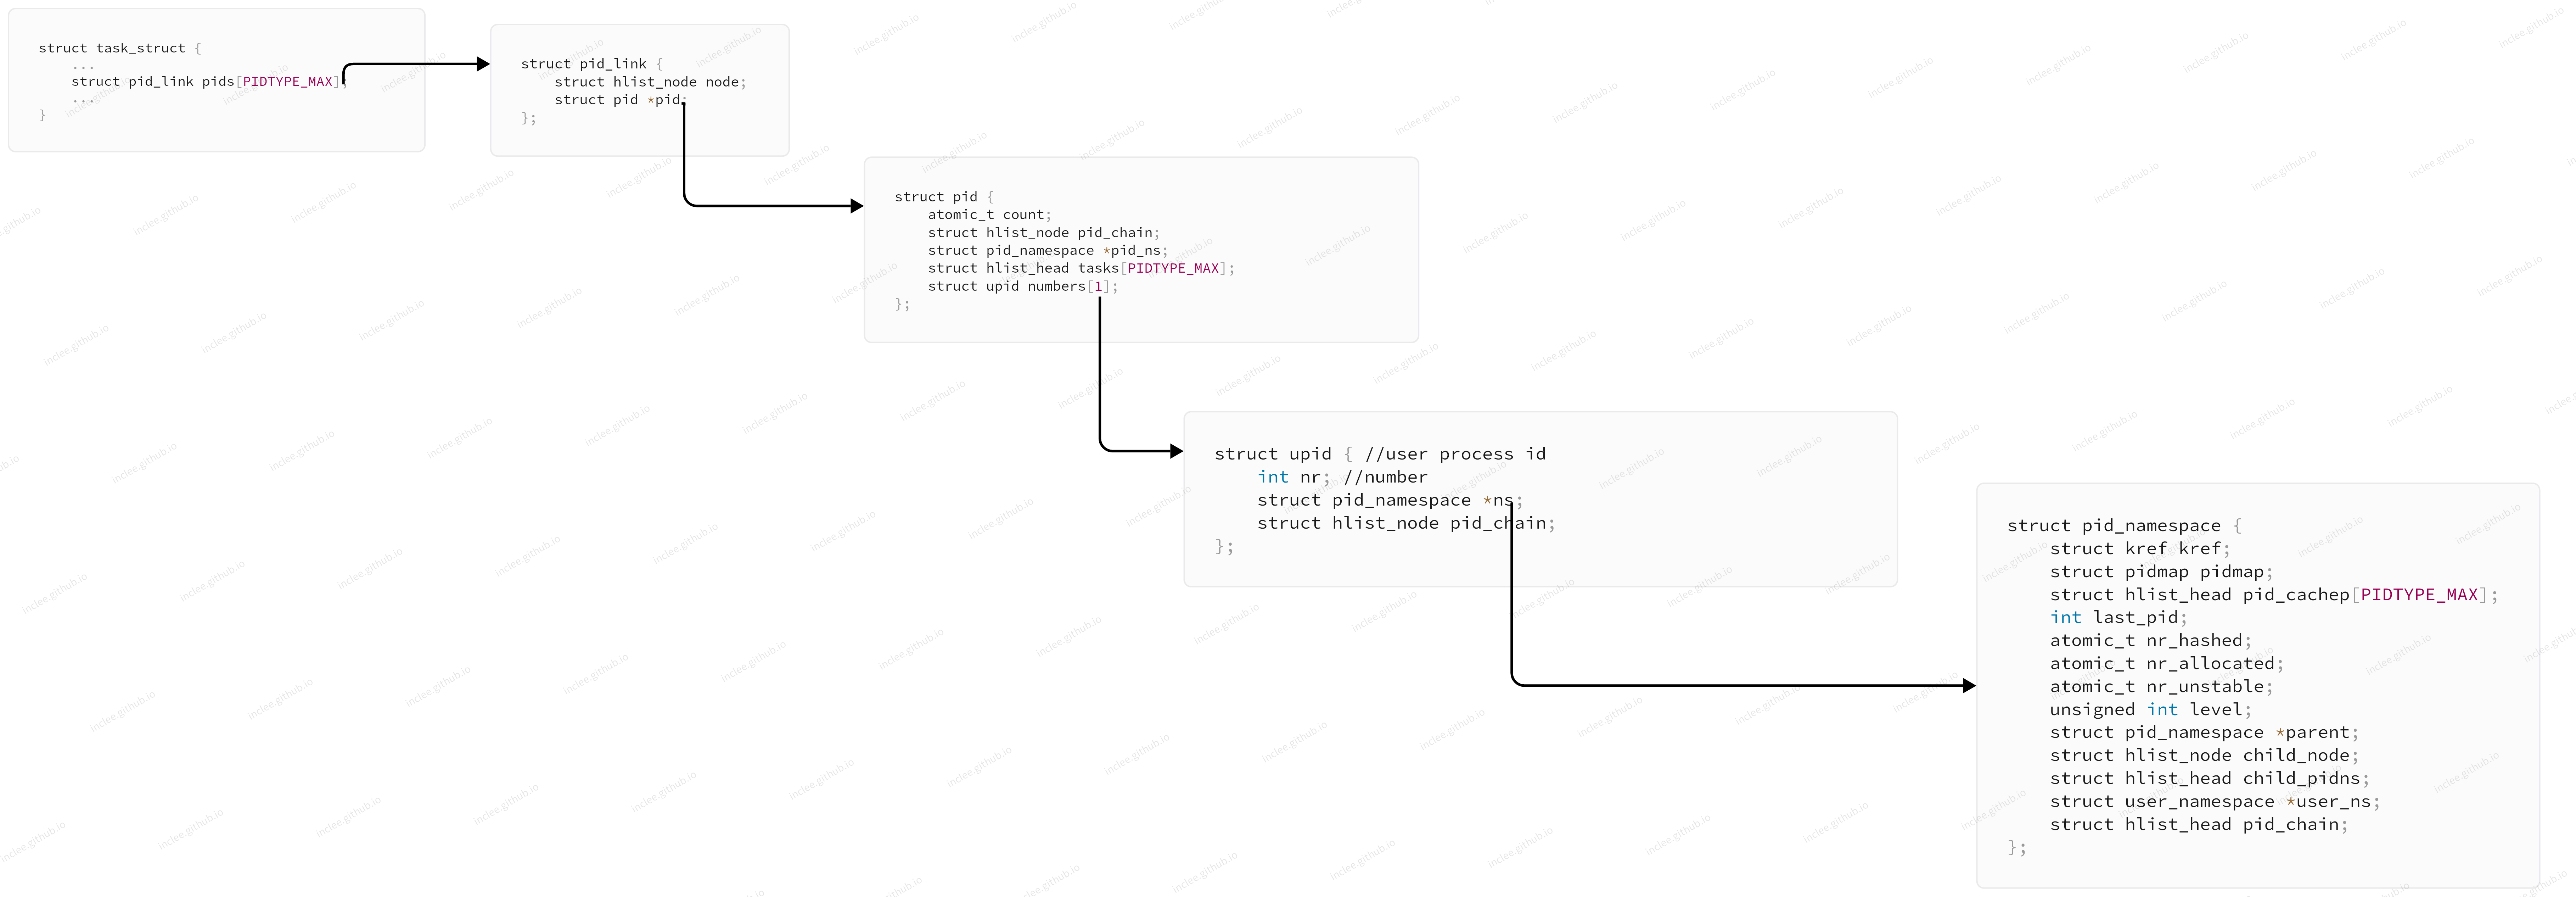 struct task_struct {
    ...
    struct pid_link pids[PIDTYPE_MAX];
    ...
}
struct pid_link {
    struct hlist_node node;
    struct pid *pid;
};
struct pid {
    atomic_t count;
    struct hlist_node pid_chain;
    struct pid_namespace *pid_ns;
    struct hlist_head tasks[PIDTYPE_MAX];
    struct upid numbers[1];
};
struct upid { //user process id
    int nr; //number
    struct pid_namespace *ns;
    struct hlist_node pid_chain;
};
struct pid_namespace {
    struct kref kref;
    struct pidmap pidmap;
    struct hlist_head pid_cachep[PIDTYPE_MAX];
    int last_pid;
    atomic_t nr_hashed;
    atomic_t nr_allocated;
    atomic_t nr_unstable;
    unsigned int level;
    struct pid_namespace *parent;
    struct hlist_node child_node;
    struct hlist_head child_pidns;
    struct user_namespace *user_ns;
    struct hlist_head pid_chain;
};
inclee.github.io